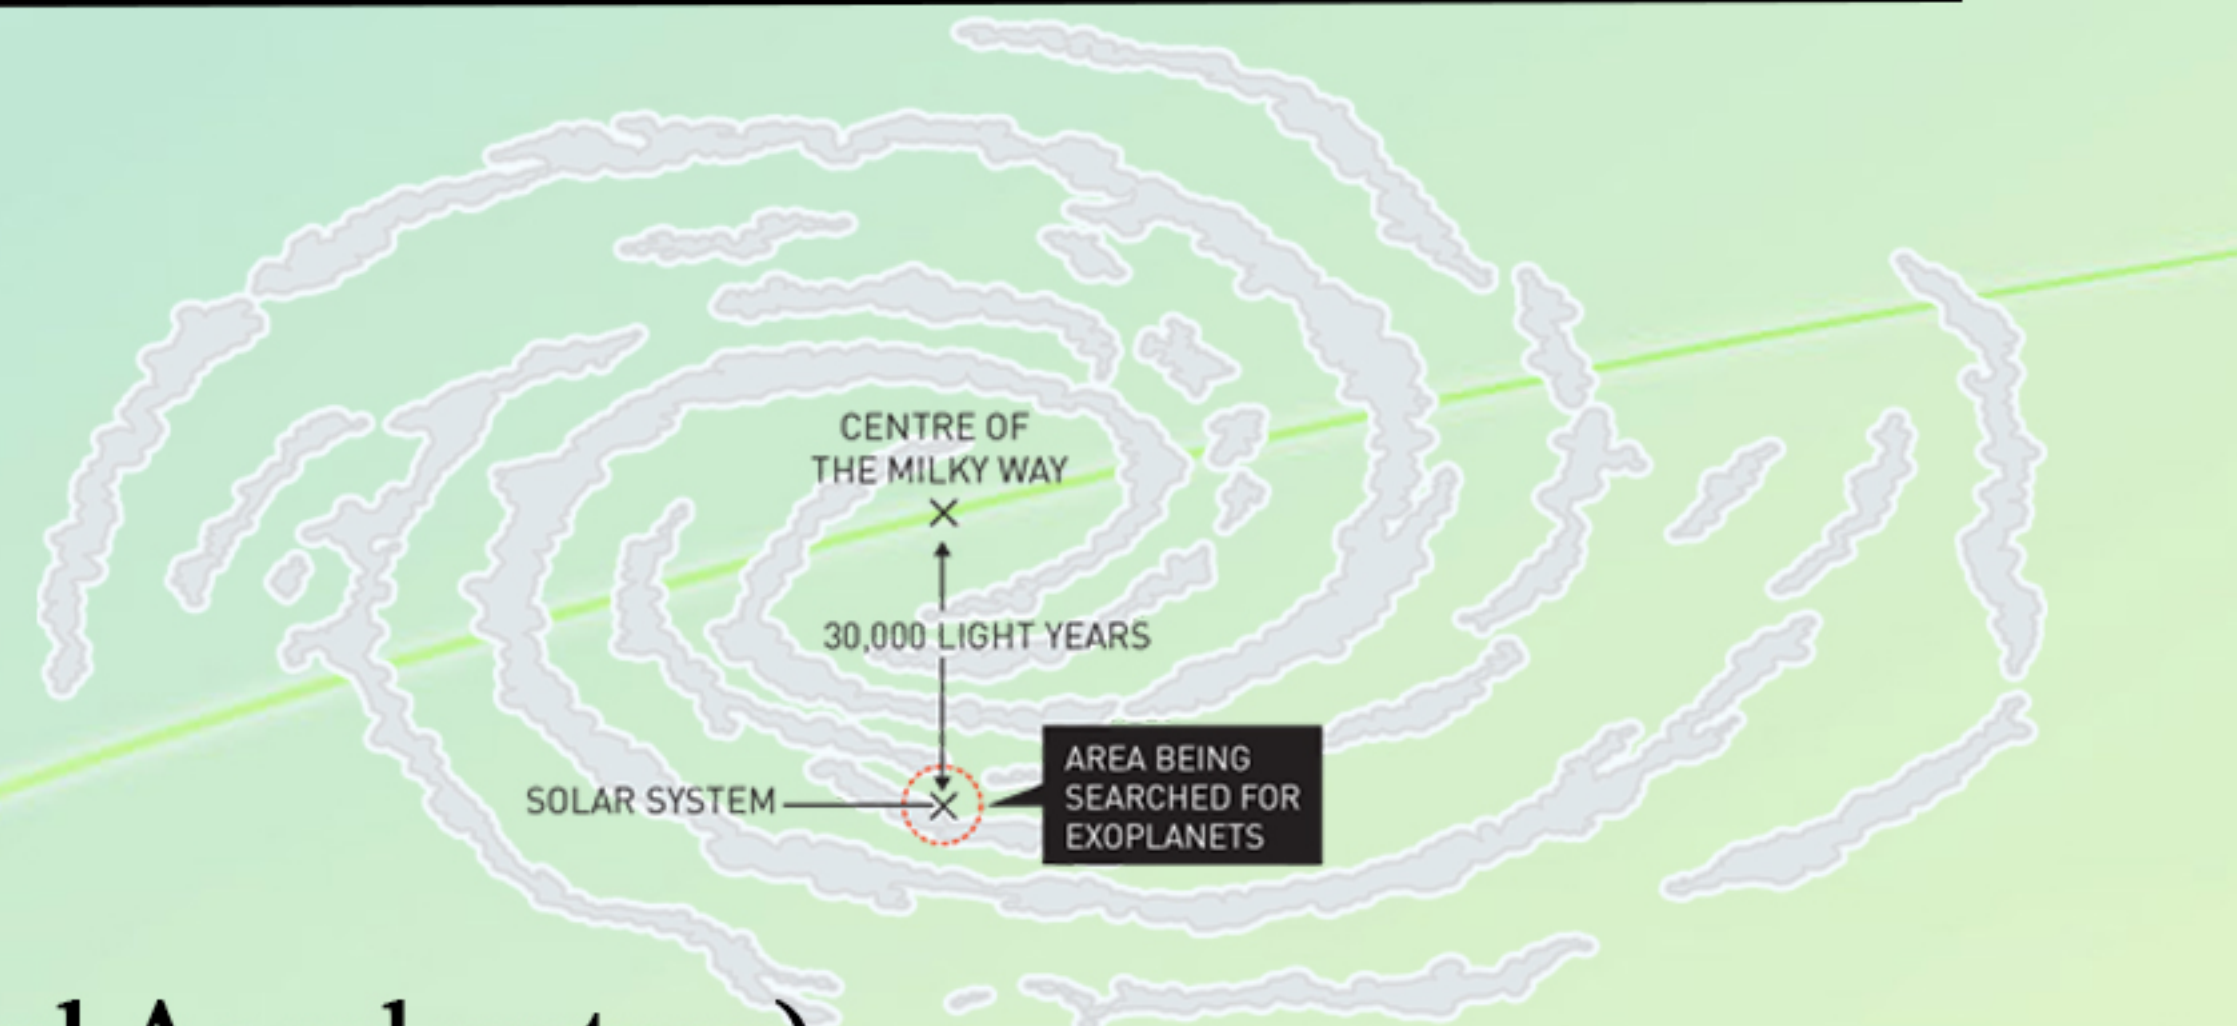 CENTRE OF
THE MILKY WAY
30,000 LIGHT YEARS
SOLAR SYSTEM
AREA BEING
SEARCHED FOR
EXOPLANETS